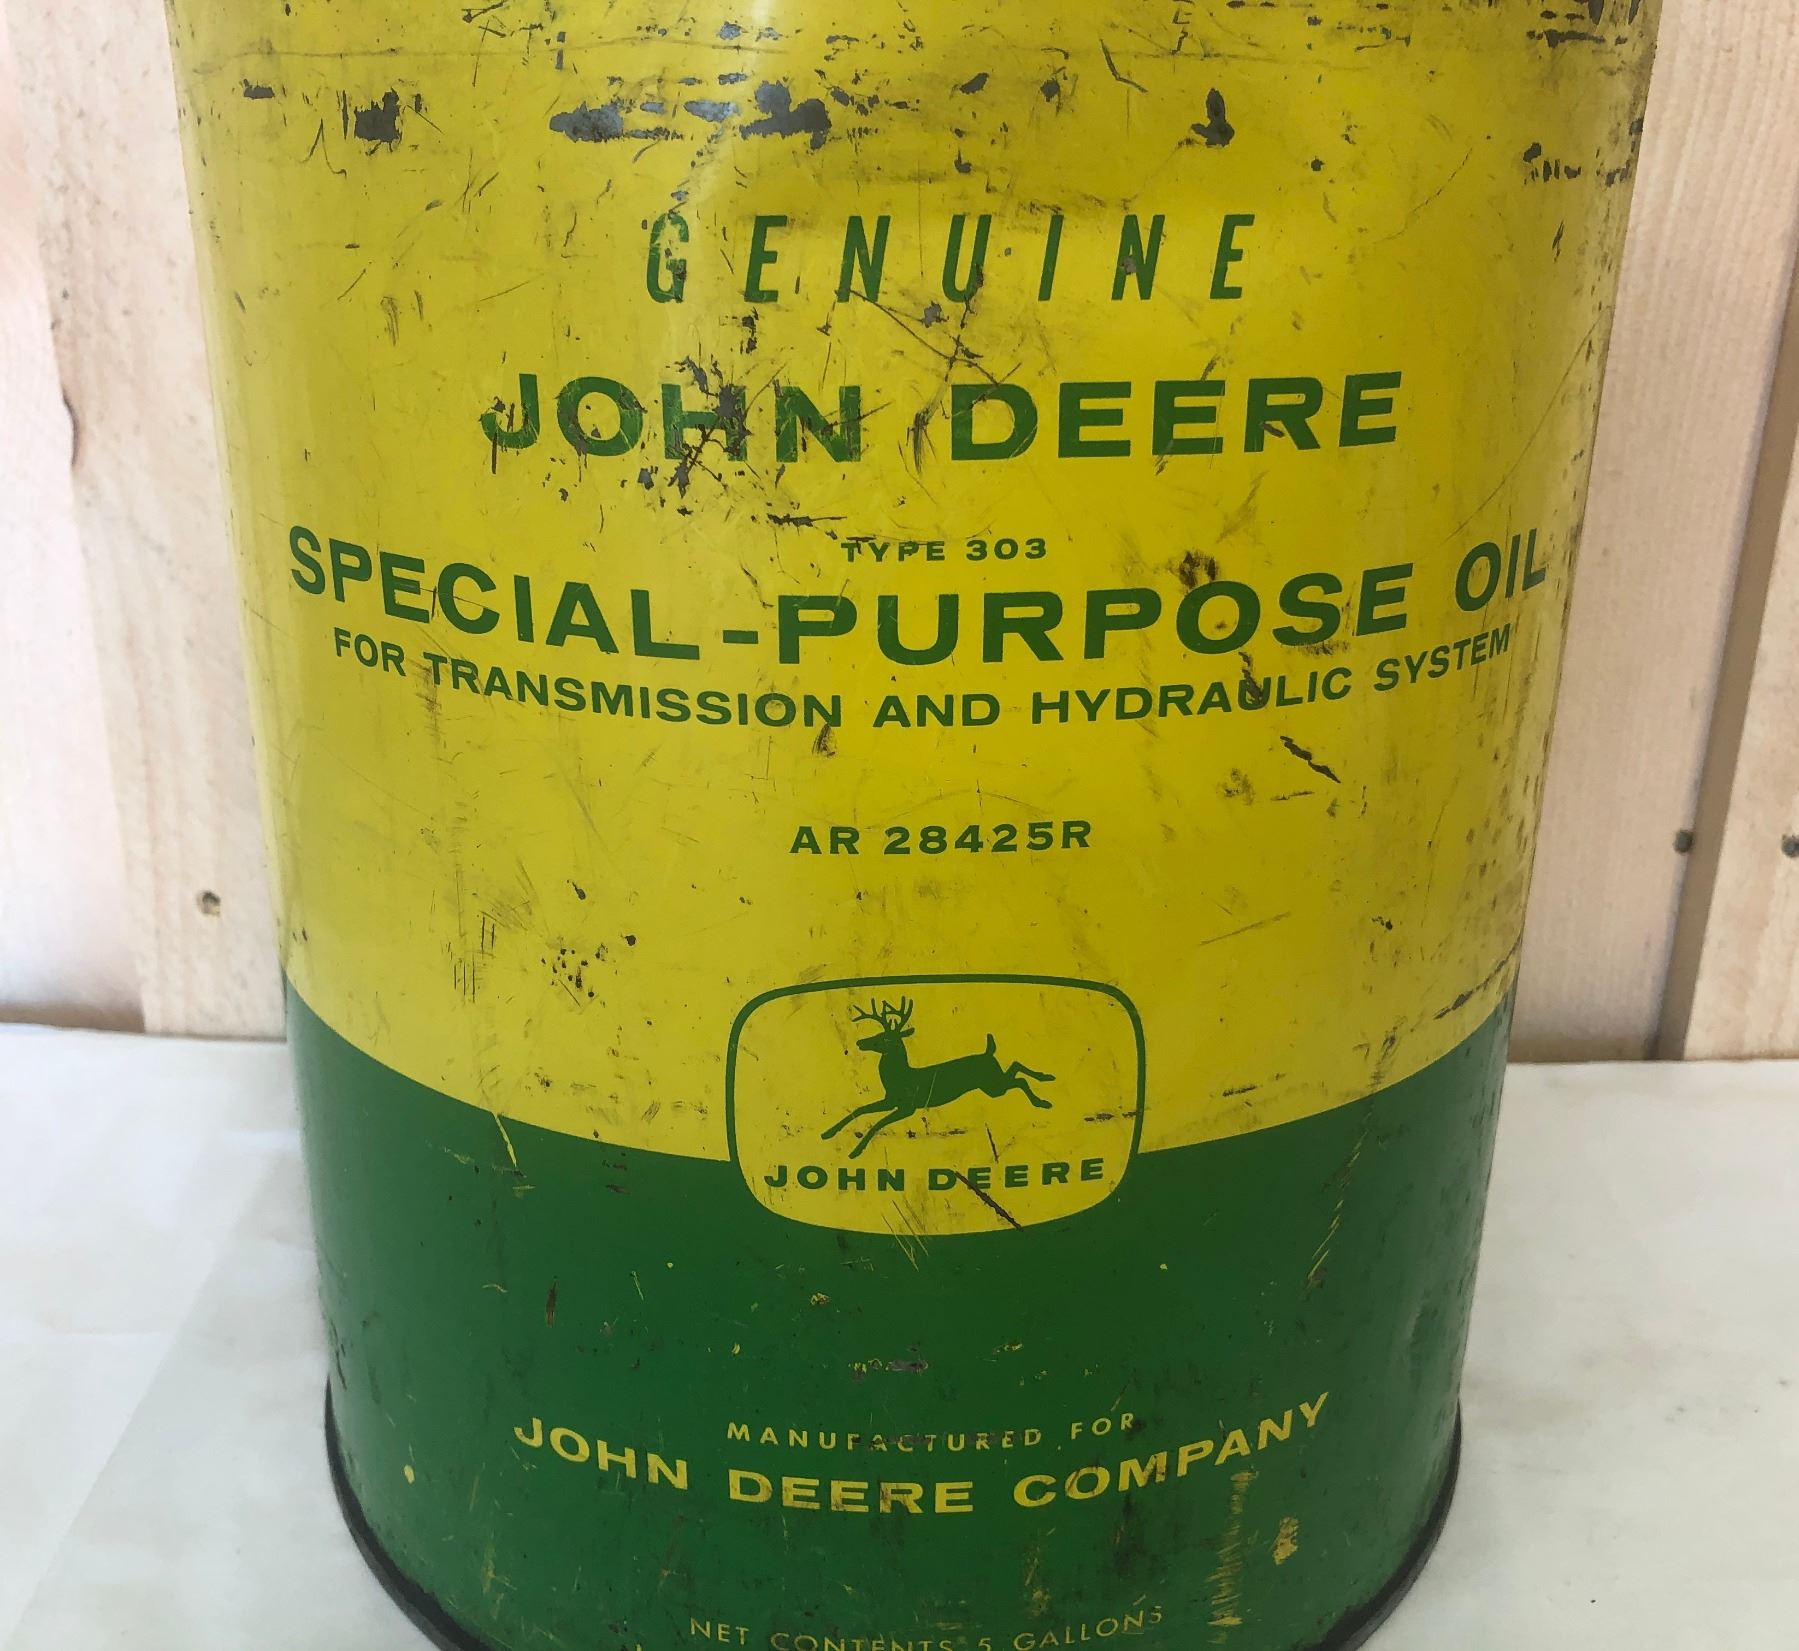 GENUINE
JOHN DEERE
TYPE 303
SPECIAL-PURPOSE OIL
FOR TRANSMISSION AND HYDRAULIC SYSTEM
AR 28425R
JOHN DEERE
MANUFACTURED FOR
JOHN DEERE COMPANY
NET CONTENTS 5 GALLONS